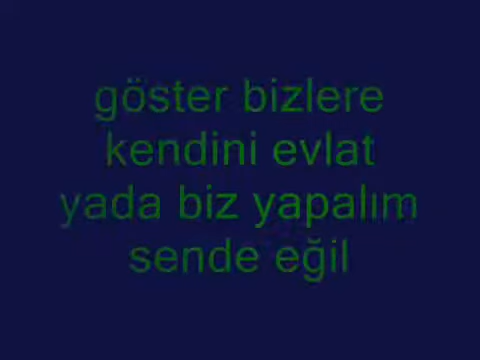 göster bizlere
kendini evlat
yada biz yapalım
sende eğil